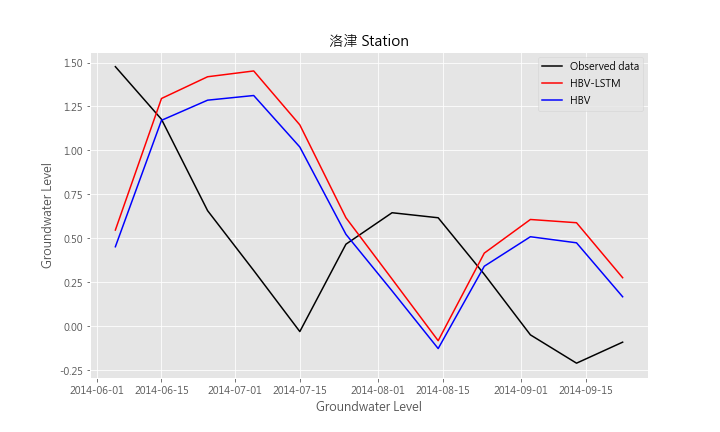 洛津 Station
Observed data
HBV-LSTM
HBV
1.50
1.25
1.00
0.75
0.50
0.25
0.00
-0.25
Groundwater Level
2014-06-01 2014-06-15 2014-07-01 2014-07-15 2014-08-01 2014-08-15 2014-09-01 2014-09-15
Groundwater Level